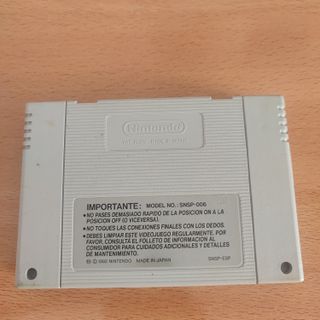 Nintendo
IMPORTANTE: MODEL NO.: SNSP-006
•NO PASES DEMASIADO RAPIDO DE LA POSICION ON A LA
POSICION OFF (O VICEVERSA).
•NO TOQUES LAS CONEXIONES FINALES CON LOS DEDOS.
•DEBES LIMPIAR ESTE VIDEOJUEGO REGULARMENTE. POR
FAVOR, CONSULTA EL FOLLETO DE INFORMACION AL
CONSUMIDOR PARA CUIDADOS ADICIONALES Y DETALLES
DE MANTENIMIENTO.
NINTENDO MADE IN JAPAN SNSP-ESP